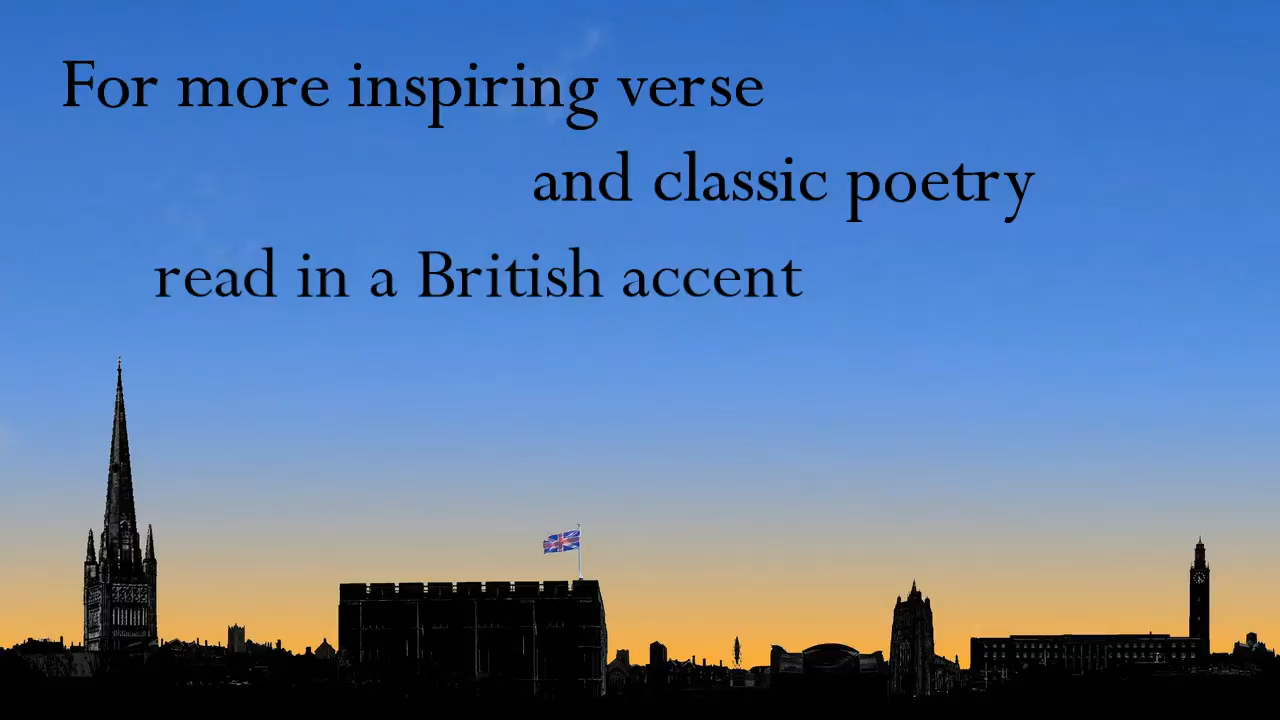 For more inspiring verse
and classic poetry
read in a British accent